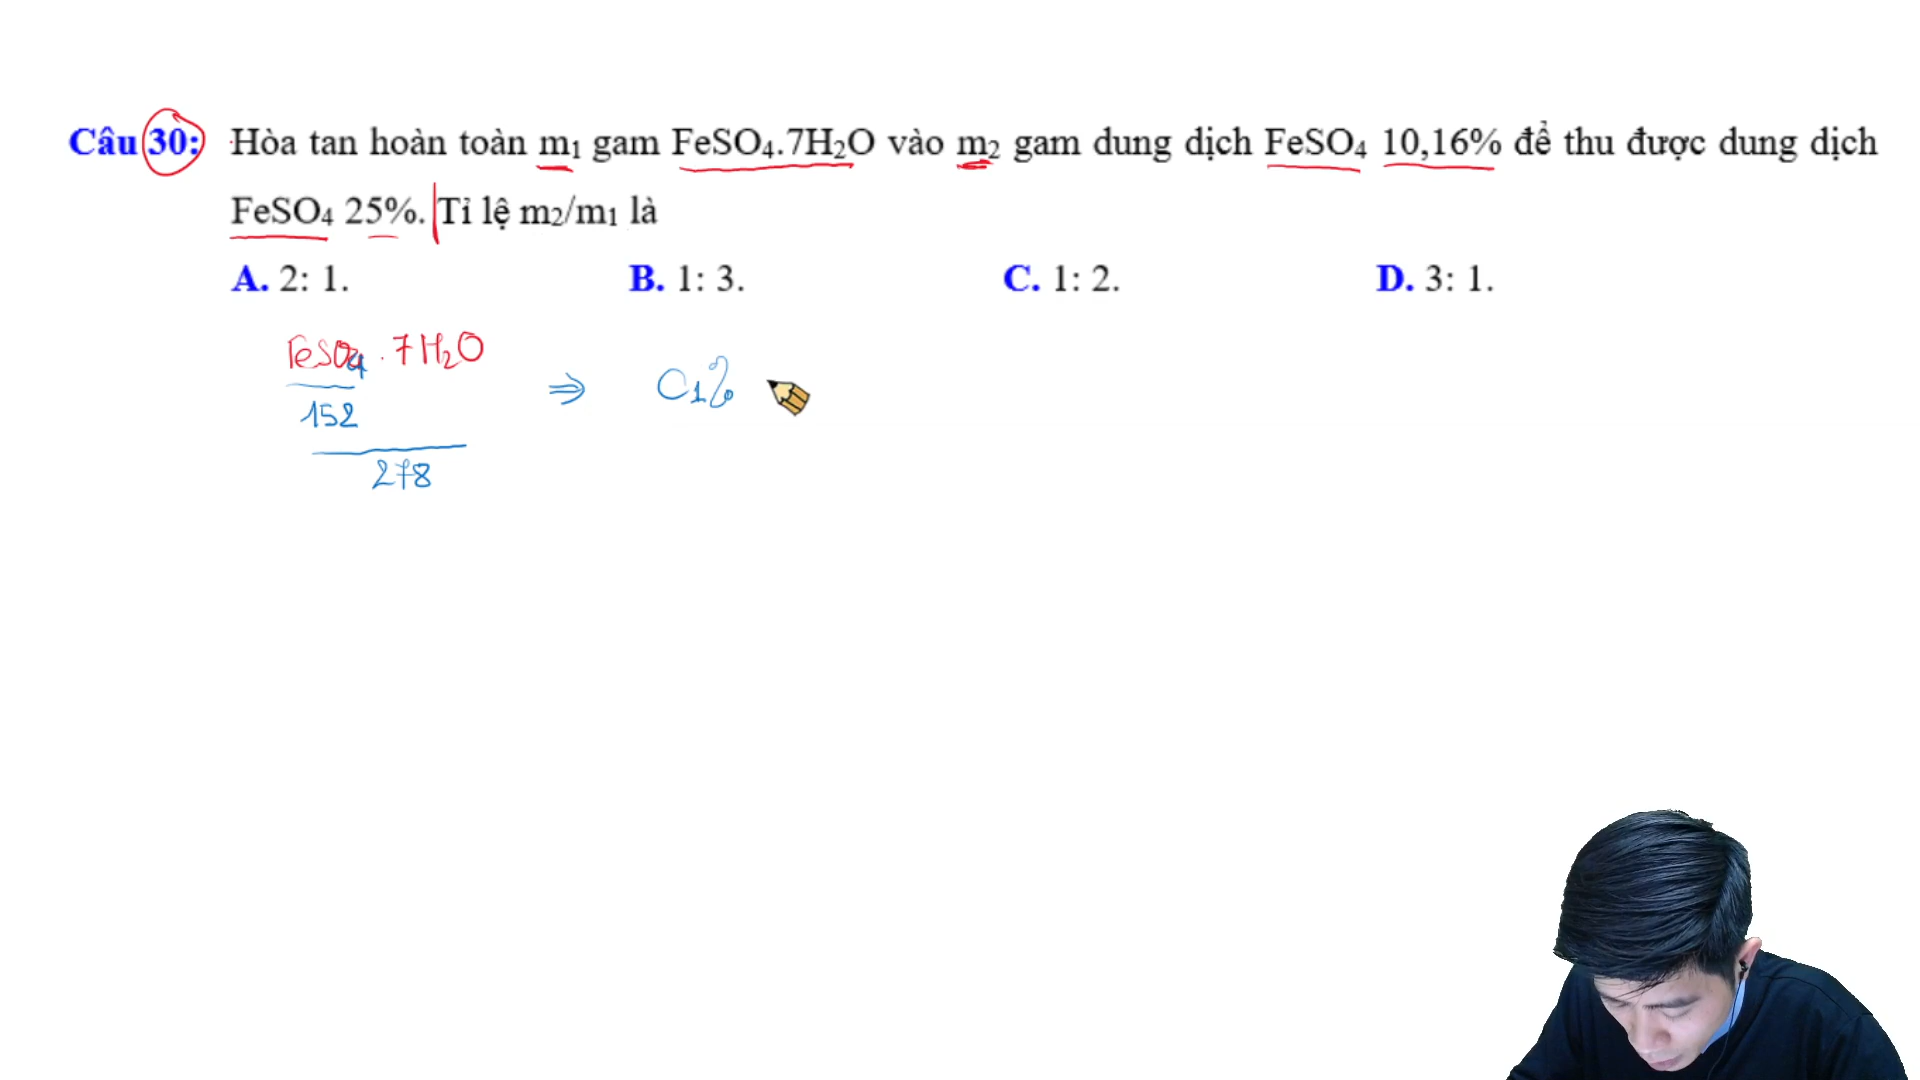 Câu 30: Hòa tan hoàn toàn m1 gam FeSO4.7H2O vào m2 gam dung dịch FeSO4 10,16% để thu được dung dịch
FeSO4 25%. Tỉ lệ m2/m1 là
A. 2: 1. B. 1: 3. C. 1: 2. D. 3: 1.
FeSO4 . 7H2O
⇒ C1%
152
278